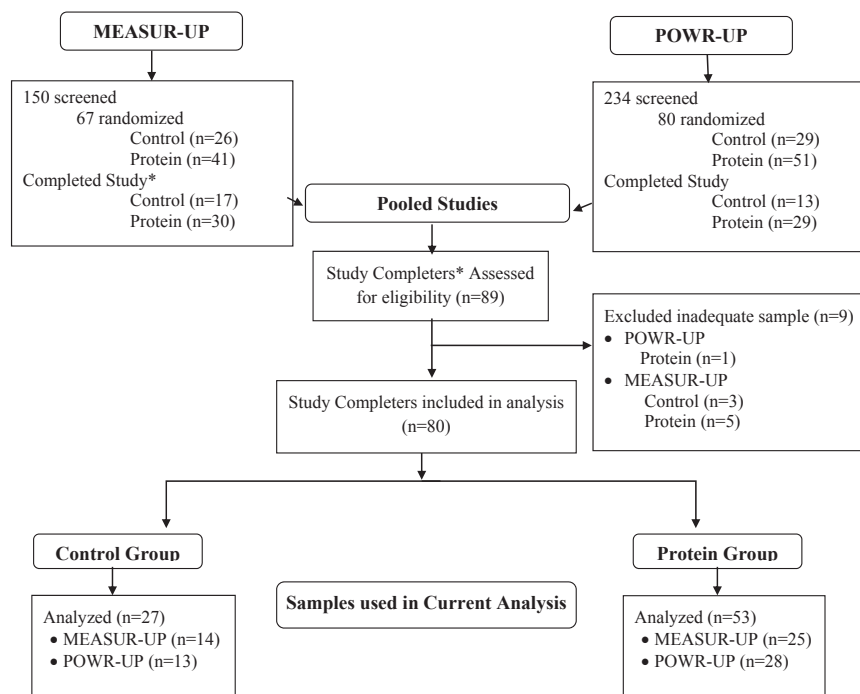 MEASUR-UP
150 screened
67 randomized
Control (n=26)
Protein (n=41)
Completed Study*
Control (n=17)
Protein (n=30)
POWR-UP
234 screened
80 randomized
Control (n=29)
Protein (n=51)
Completed Study
Control (n=13)
Protein (n=29)
Pooled Studies
Study Completers* Assessed
for eligibility (n=89)
Excluded inadequate sample (n=9)
• POWR-UP
Protein (n=1)
• MEASUR-UP
Control (n=3)
Protein (n=5)
Study Completers included in analysis
(n=80)
Control Group
Analyzed (n=27)
• MEASUR-UP (n=14)
• POWR-UP (n=13)
Samples used in Current Analysis
Protein Group
Analyzed (n=53)
• MEASUR-UP (n=25)
• POWR-UP (n=28)